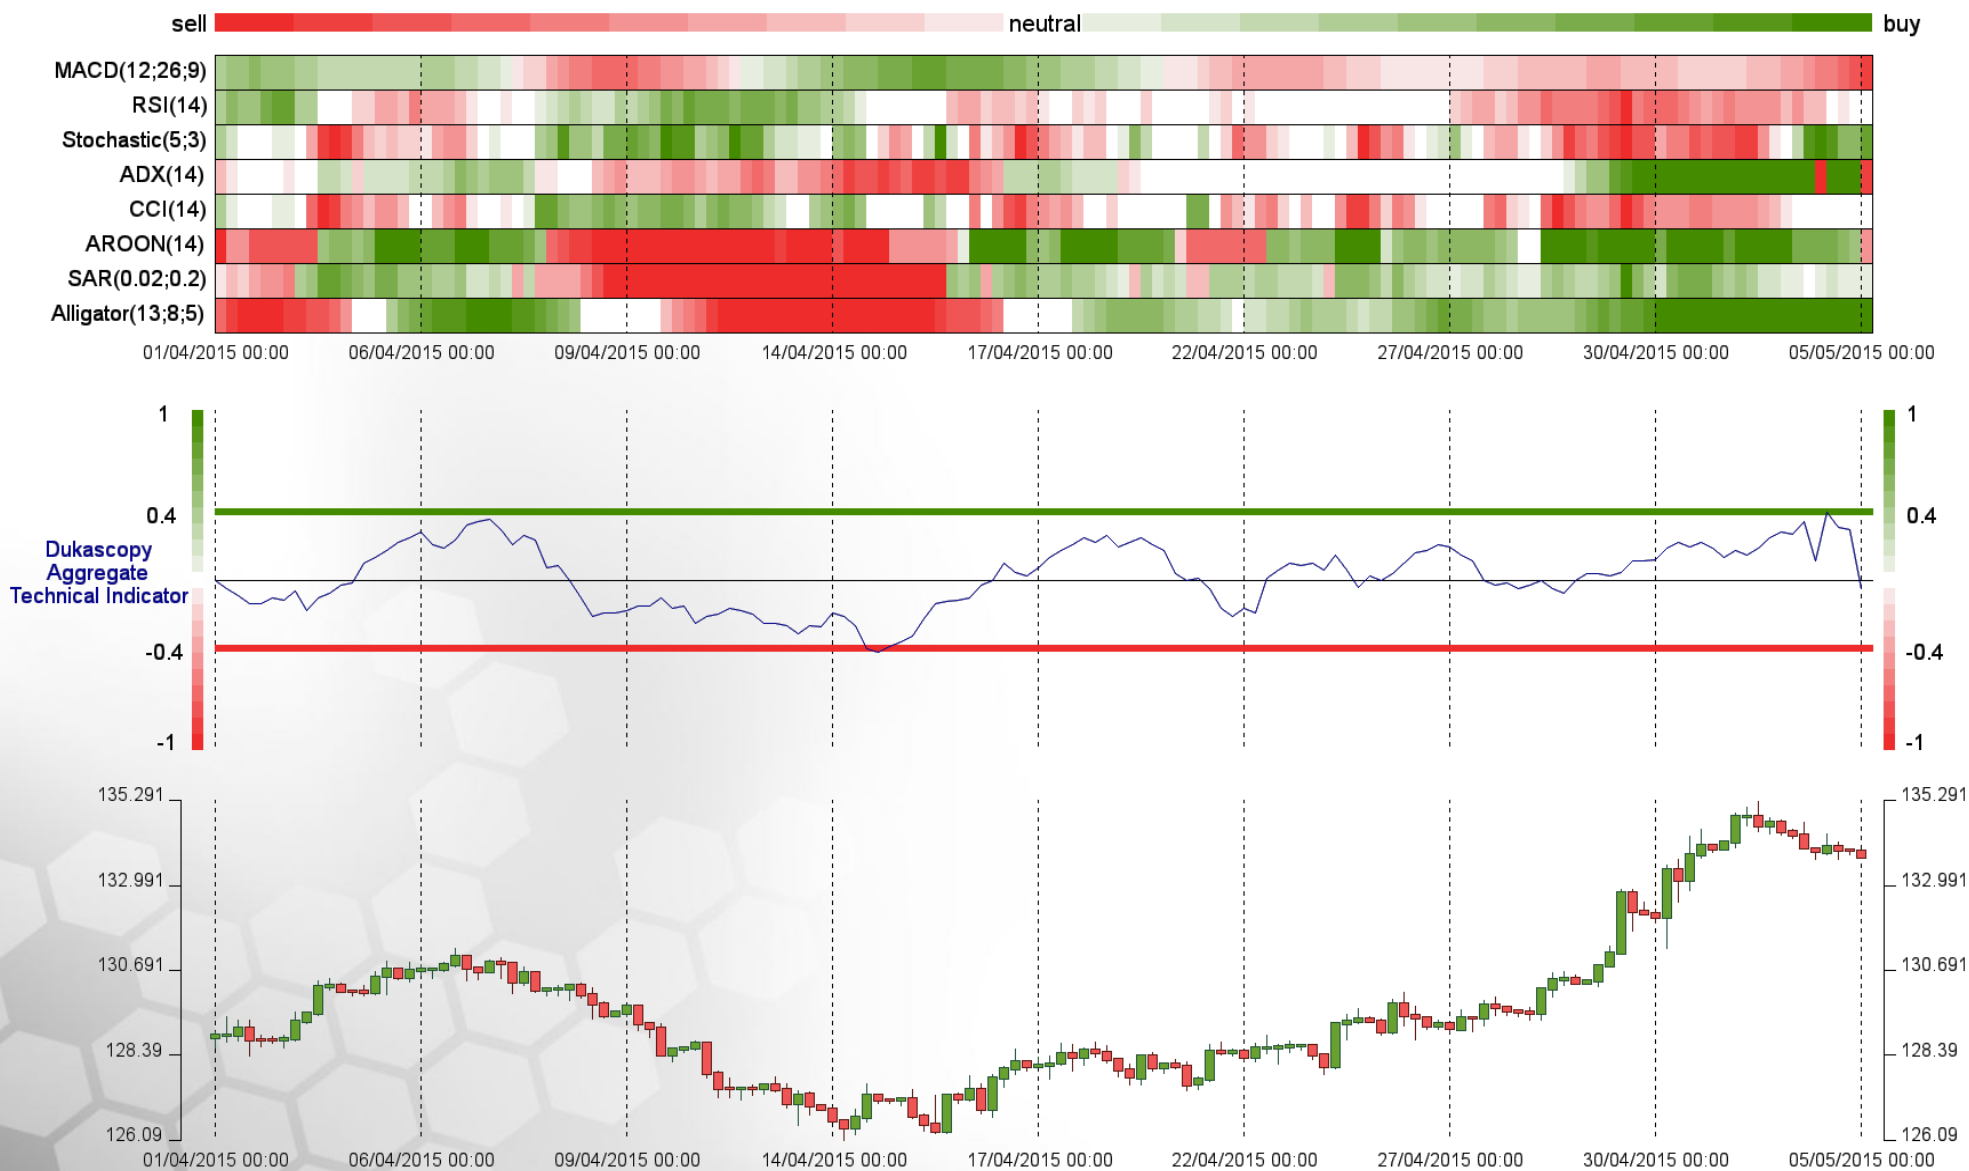 sell neutral buy
MACD(12;26;9)
RSI(14)
Stochastic(5;3)
ADX(14)
CCI(14)
AROON(14)
SAR(0.02;0.2)
Alligator(13;8;5)
01/04/2015 00:00 06/04/2015 00:00 09/04/2015 00:00 14/04/2015 00:00 17/04/2015 00:00 22/04/2015 00:00 27/04/2015 00:00 30/04/2015 00:00 05/05/2015 00:00
1 1
0.4 0.4
Dukascopy
Aggregate
Technical Indicator
-0.4 -0.4
-1 -1
135.291 135.291
132.991 132.991
130.691 130.691
128.39 128.39
126.09 126.09
01/04/2015 00:00 06/04/2015 00:00 09/04/2015 00:00 14/04/2015 00:00 17/04/2015 00:00 22/04/2015 00:00 27/04/2015 00:00 30/04/2015 00:00 05/05/2015 00:00